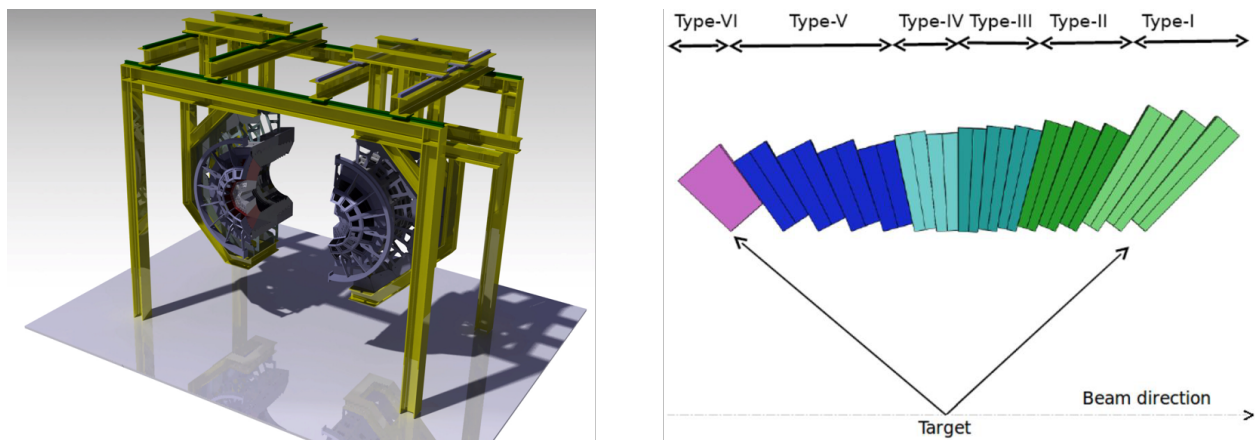 Type-VI Type-V Type-IV Type-III Type-II Type-I
Beam direction
Target